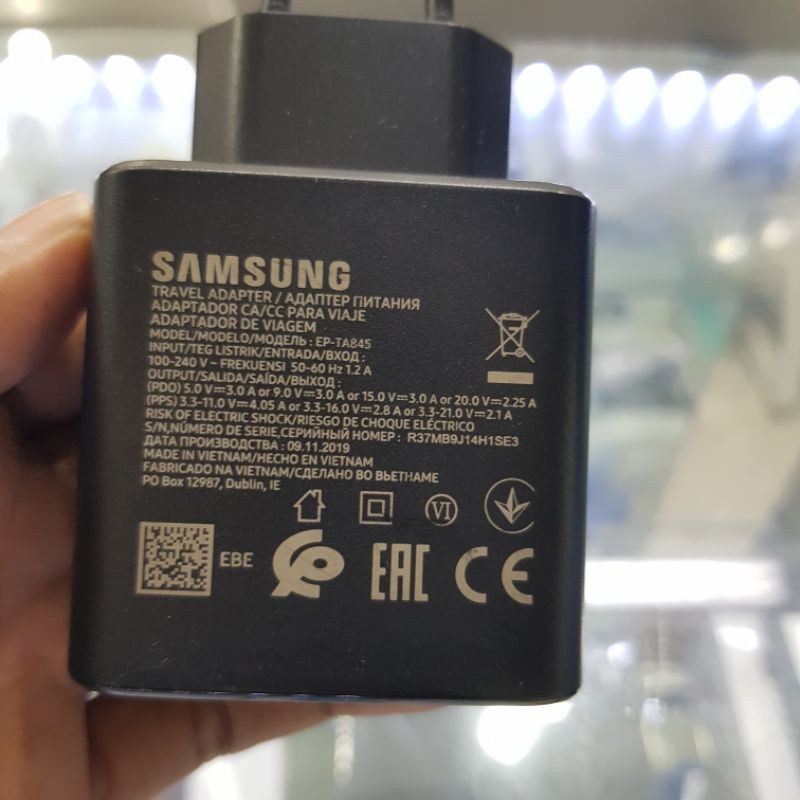 SAMSUNG
TRAVEL ADAPTER / АДАПТЕР ПИТАНИЯ
ADAPTADOR CA/CC PARA VIAJE
ADAPTADOR DE VIAGEM
MODEL/MODELO/МОДЕЛЬ : EP-TA845
INPUT/TEG LISTRIK/ENTRADA/ВХОД :
100-240 V ~ FREKUENSI 50-60 Hz 1.2 A
OUTPUT/SALIDA/SAÍDA/ВЫХОД :
(PDO) 5.0 V⎓3.0 A or 9.0 V⎓3.0 A or 15.0 V⎓3.0 A or 20.0 V⎓2.25 A
(PPS) 3.3-11.0 V⎓4.05 A or 3.3-16.0 V⎓2.8 A or 3.3-21.0 V⎓2.1 A
RISK OF ELECTRIC SHOCK/RIESGO DE CHOQUE ELÉCTRICO
S/N,NÚMERO DE SERIE,СЕРИЙНЫЙ НОМЕР : R37MB9J14H1SE3
ДАТА ПРОИЗВОДСТВА : 09.11.2019
MADE IN VIETNAM/HECHO EN VIETNAM
FABRICADO NA VIETNAM/СДЕЛАНО ВО ВЬЕТНАМЕ
PO Box 12987, Dublin, IE
VI
EBE
EAC CE